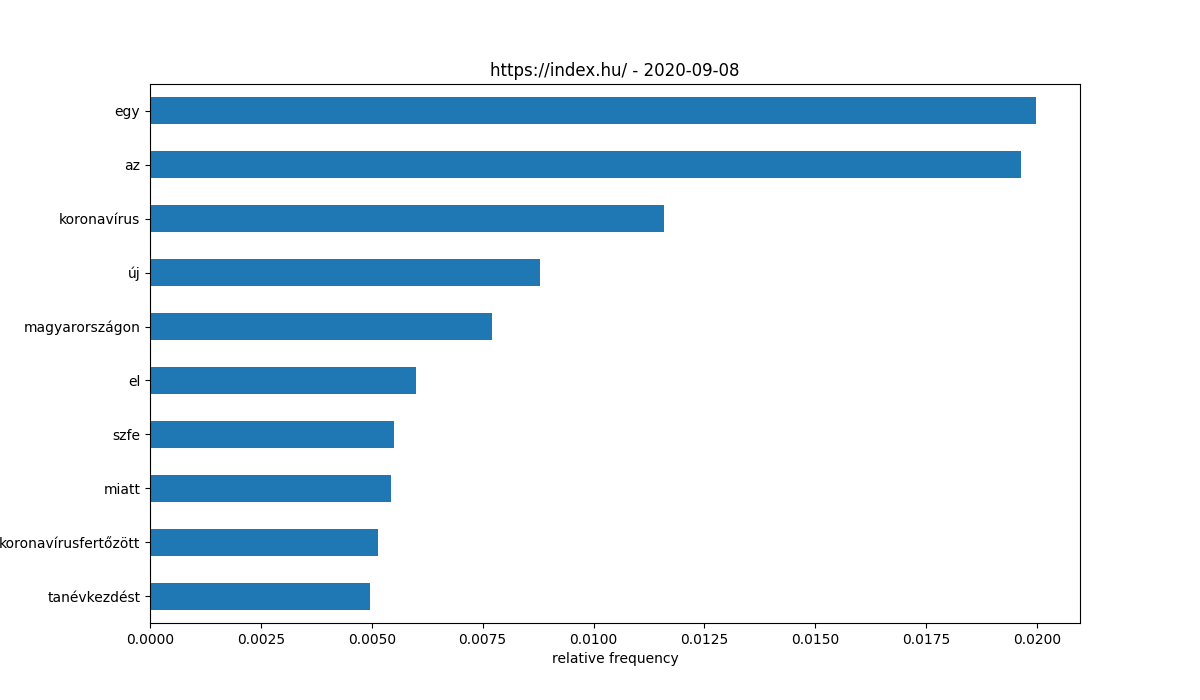 https://index.hu/ - 2020-09-08
egy
az
koronavírus
új
magyarországon
el
szfe
miatt
koronavírusfertőzött
tanévkezdést
0.0000 0.0025 0.0050 0.0075 0.0100 0.0125 0.0150 0.0175 0.0200
relative frequency